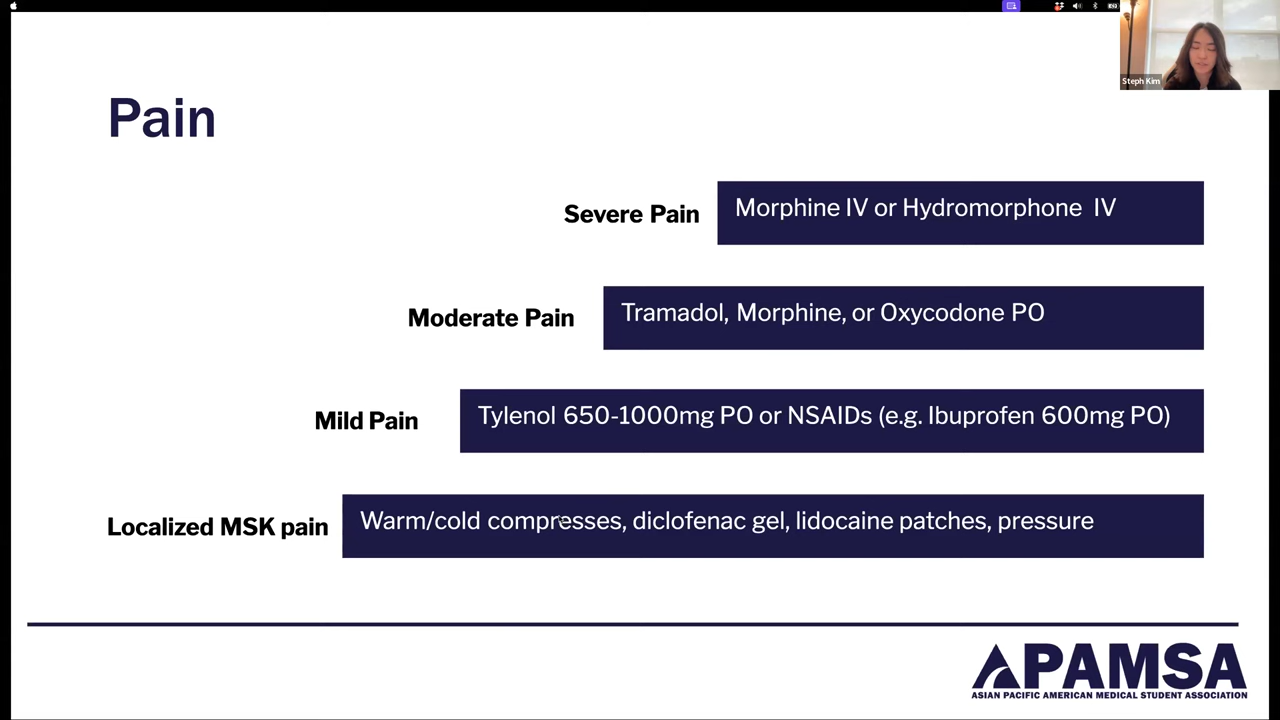 Steph Kim
Pain
Severe Pain
Morphine IV or Hydromorphone IV
Moderate Pain
Tramadol, Morphine, or Oxycodone PO
Mild Pain
Tylenol 650-1000mg PO or NSAIDs (e.g. Ibuprofen 600mg PO)
Localized MSK pain
Warm/cold compresses, diclofenac gel, lidocaine patches, pressure
APAMSA
ASIAN PACIFIC AMERICAN MEDICAL STUDENT ASSOCIATION